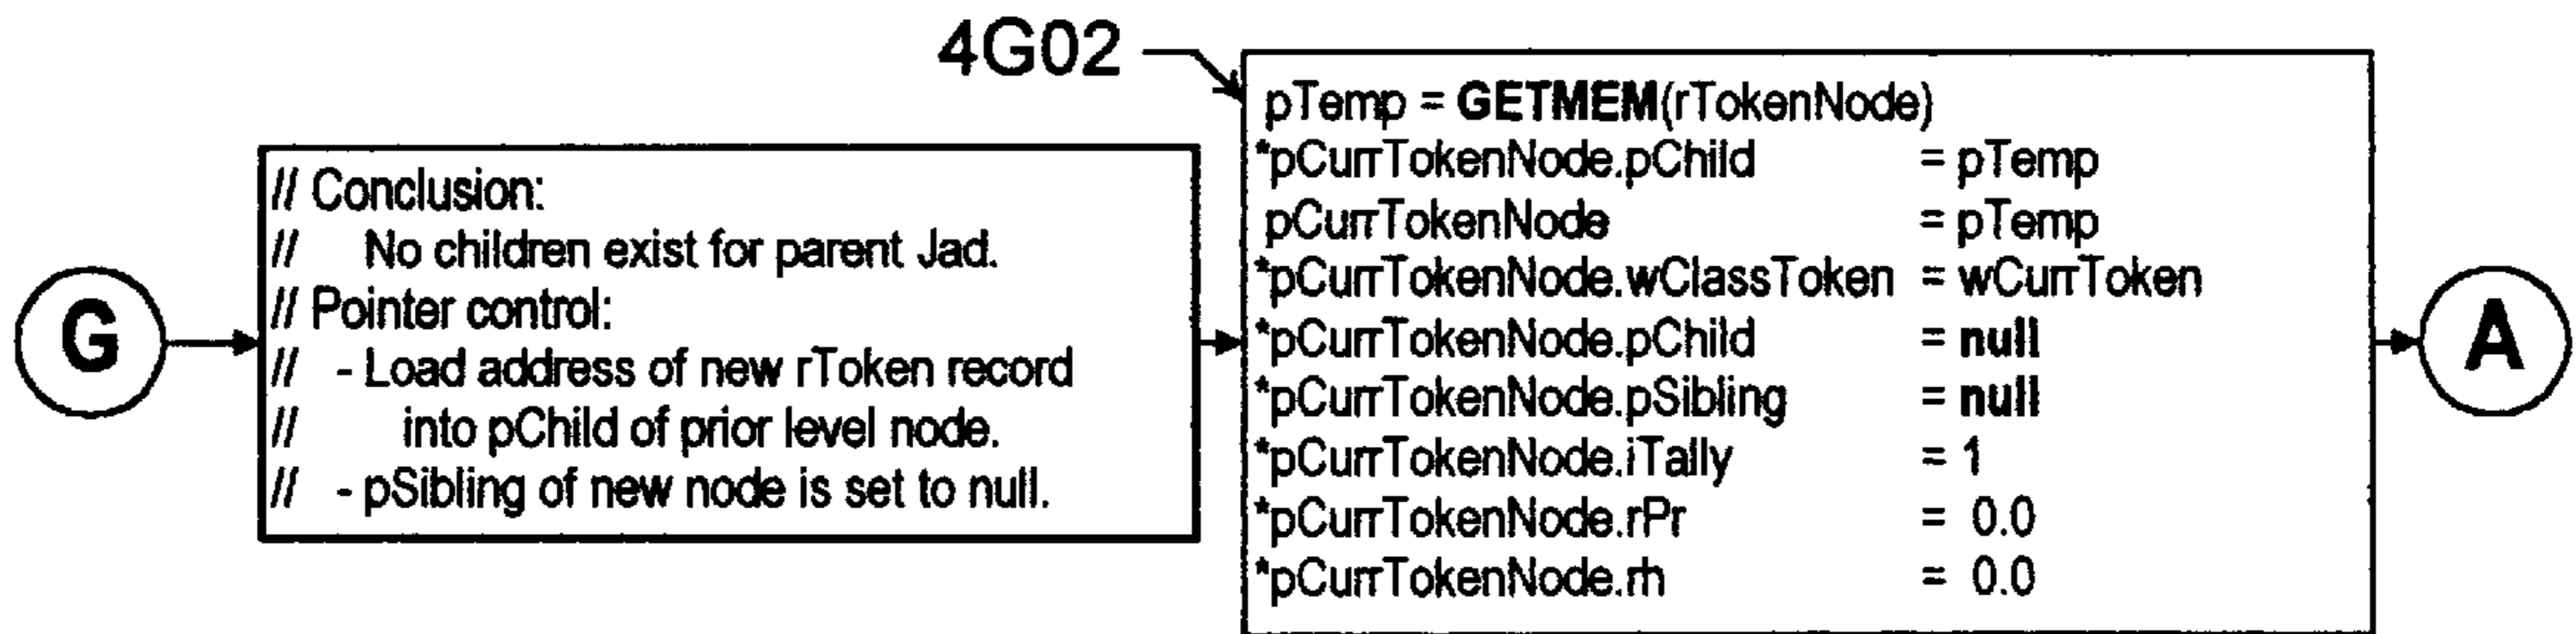 4G02
G
// Conclusion:
// No children exist for parent Jad.
// Pointer control:
// - Load address of new rToken record
// into pChild of prior level node.
// - pSibling of new node is set to null.
pTemp = GETMEM(rTokenNode)
*pCurrTokenNode.pChild = pTemp
pCurrTokenNode = pTemp
*pCurrTokenNode.wClassToken = wCurrToken
*pCurrTokenNode.pChild = null
*pCurrTokenNode.pSibling = null
*pCurrTokenNode.iTally = 1
*pCurrTokenNode.rPr = 0.0
*pCurrTokenNode.rh = 0.0
A